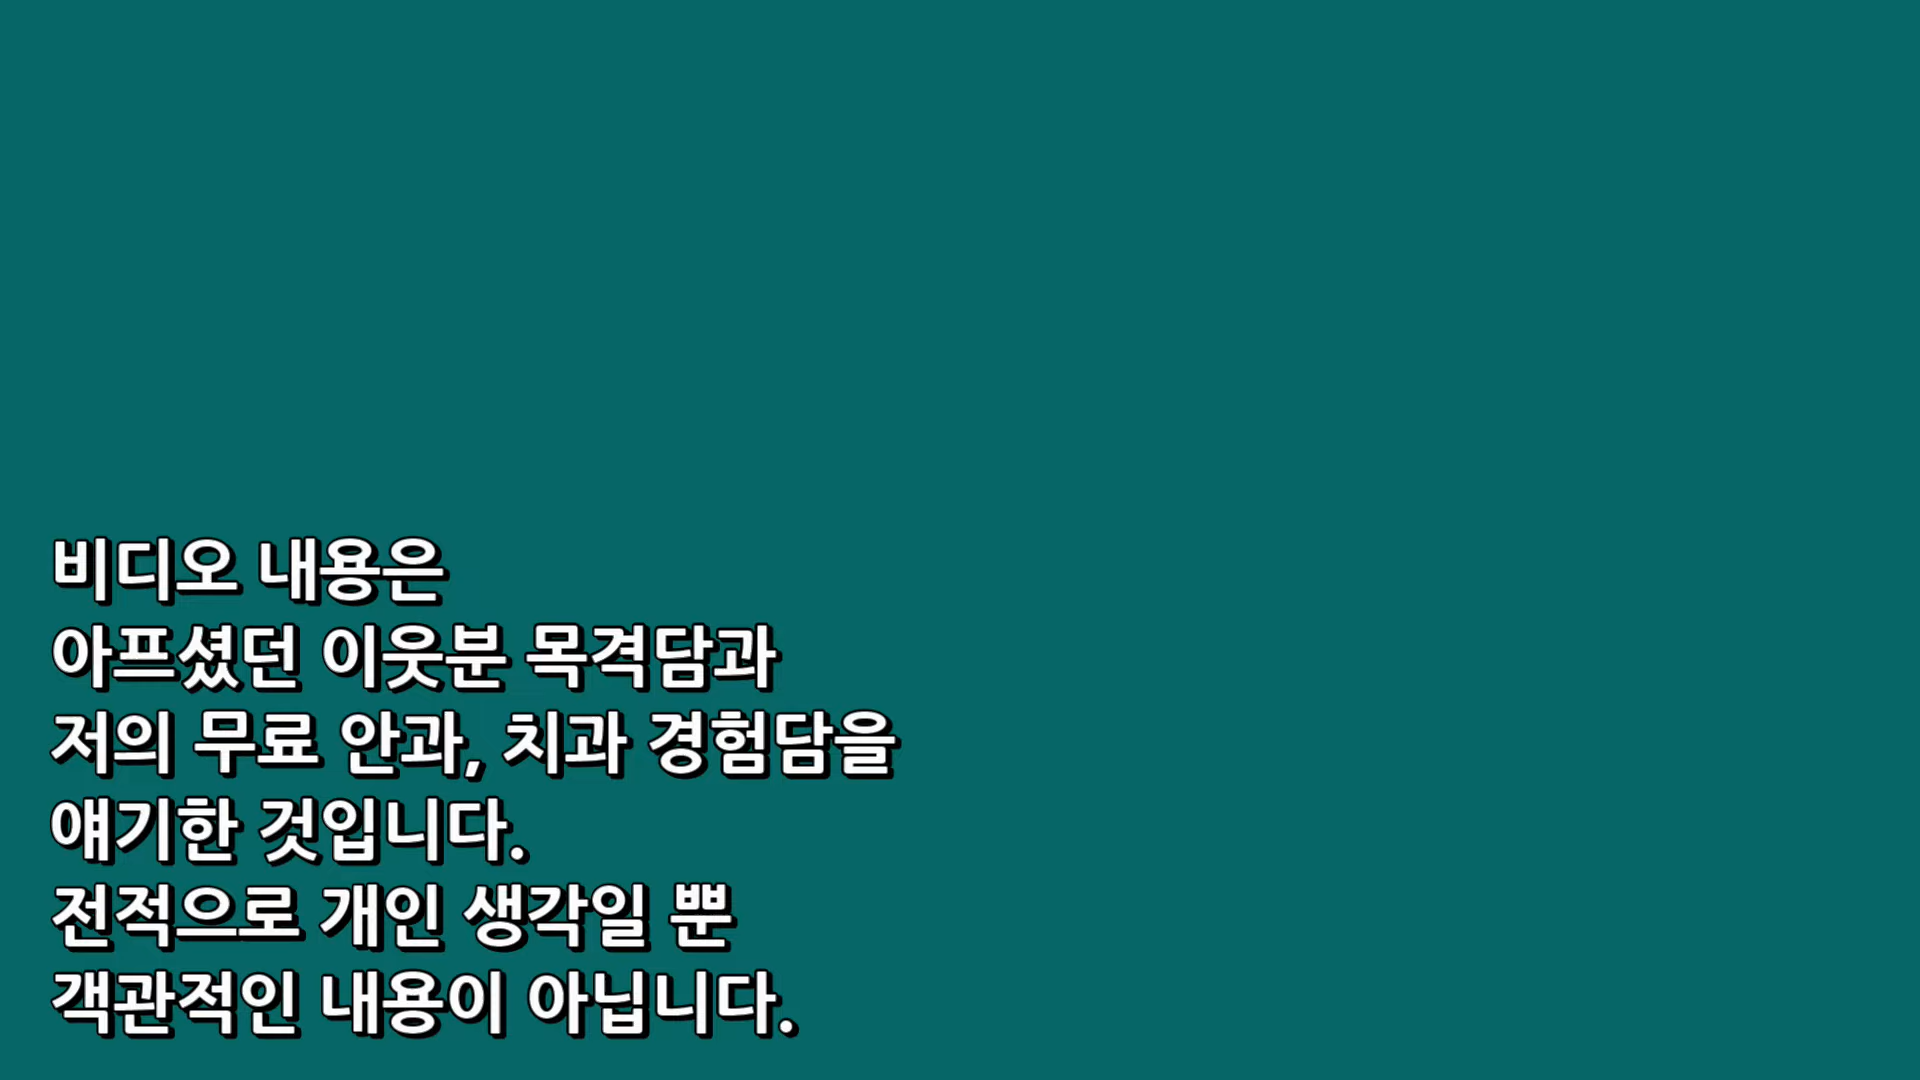 비디오 내용은
아프셨던 이웃분 목격담과
저의 무료 안과, 치과 경험담을
얘기한 것입니다.
전적으로 개인 생각일 뿐
객관적인 내용이 아닙니다.